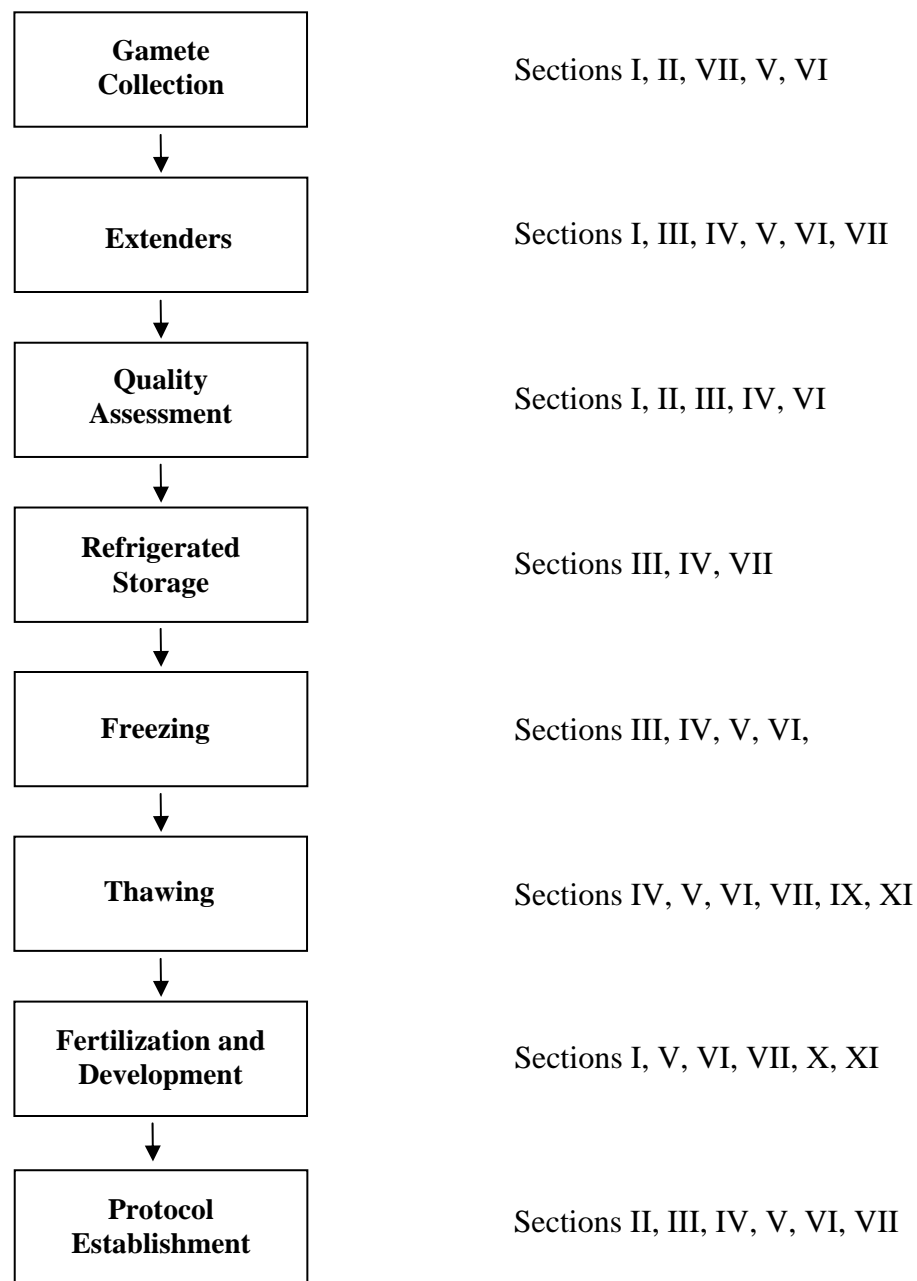 Gamete
Collection
Sections I, II, VII, V, VI
Extenders
Sections I, III, IV, V, VI, VII
Quality
Assessment
Sections I, II, III, IV, VI
Refrigerated
Storage
Sections III, IV, VII
Freezing
Sections III, IV, V, VI,
Thawing
Sections IV, V, VI, VII, IX, XI
Fertilization and
Development
Sections I, V, VI, VII, X, XI
Protocol
Establishment
Sections II, III, IV, V, VI, VII